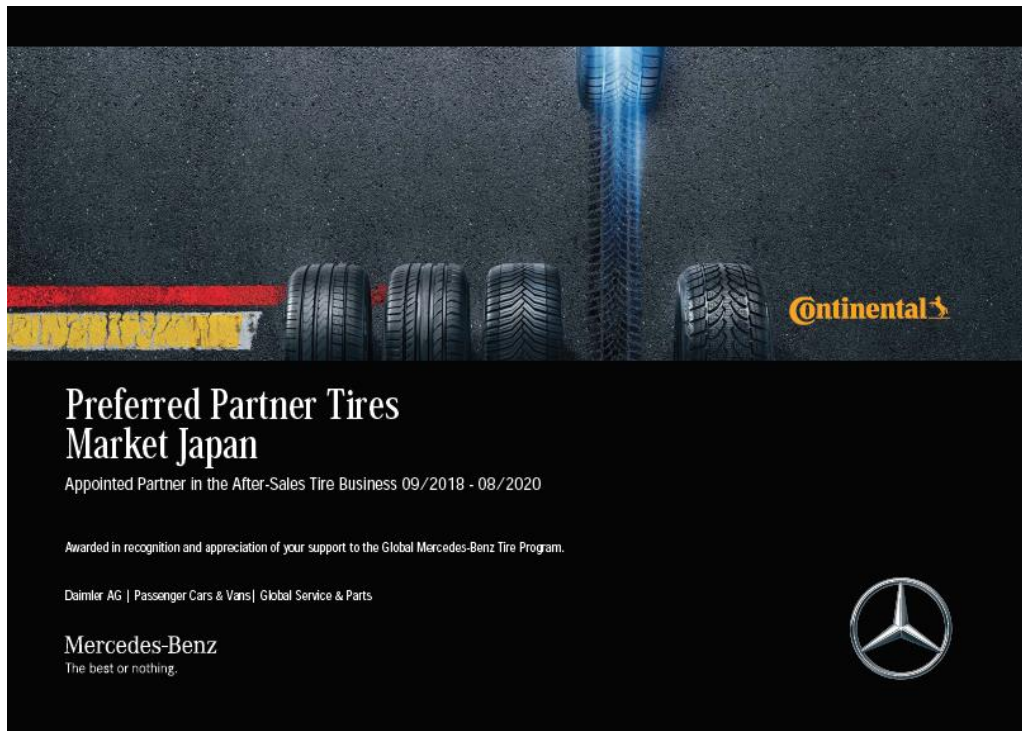 Continental
Preferred Partner Tires
Market Japan
Appointed Partner in the After-Sales Tire Business 09/2018 - 08/2020
Awarded in recognition and appreciation of your support to the Global Mercedes-Benz Tire Program.
Daimler AG | Passenger Cars & Vans| Global Service & Parts
Mercedes-Benz
The best or nothing.